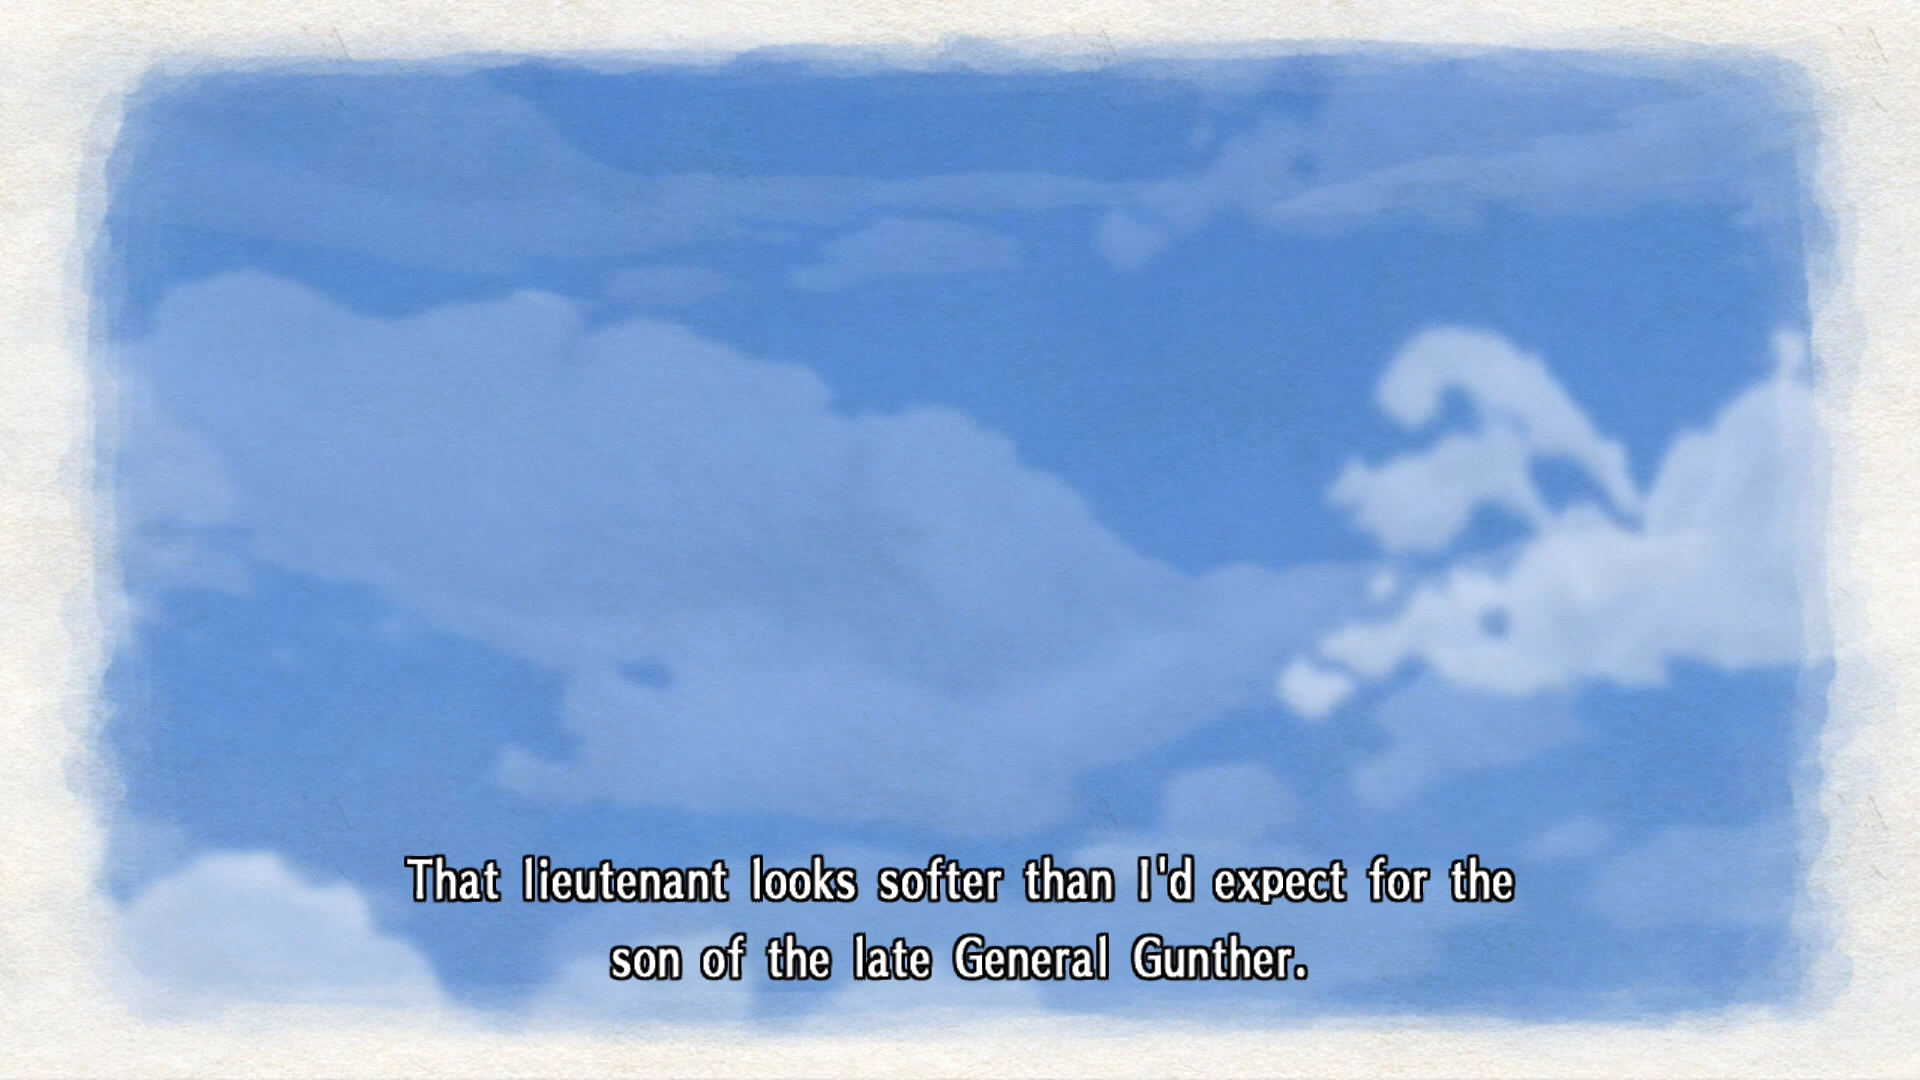 That lieutenant looks softer than I'd expect for the
son of the late General Gunther.